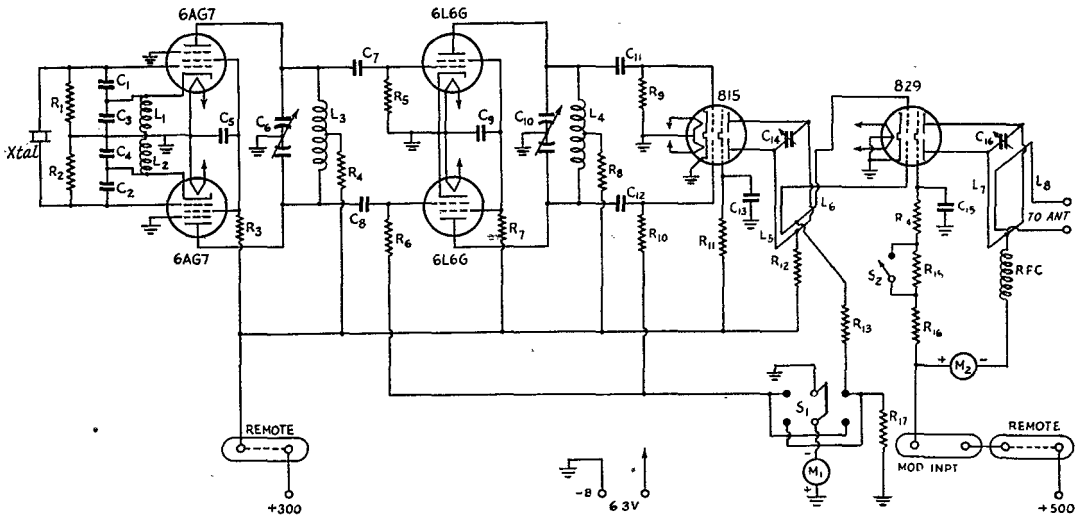 6AG7
6L6G
C7
C11
815
829
R1
C1
L1
C3
C5
C6
L3
R5
C9
C10
L4
R9
C14
C16
Xtal
R2
C4
L2
C2
R4
R8
L7
L8
R3
C8
R6
R7
C12
R10
R11
C13
L5
L6
R12
R4
C15
TO ANT
6AG7
6L6G
S2
R15
RFC
R13
R16
+ M2 -
S1
R17
REMOTE
-
M1
+
MOD INPT
REMOTE
-B
6 3V
+300
+500